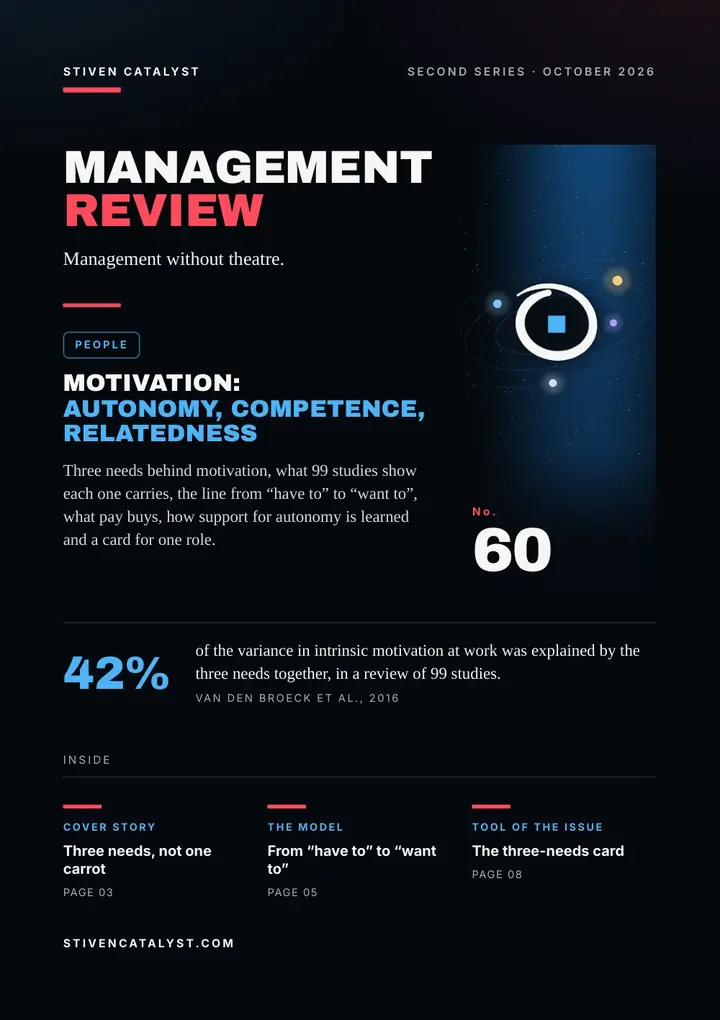 STIVEN CATALYST
SECOND SERIES · OCTOBER 2026
MANAGEMENT
REVIEW
Management without theatre.
PEOPLE
MOTIVATION:
AUTONOMY, COMPETENCE,
RELATEDNESS
Three needs behind motivation, what 99 studies show
each one carries, the line from “have to” to “want to”,
what pay buys, how support for autonomy is learned
and a card for one role.
No.
60
42%
of the variance in intrinsic motivation at work was explained by the
three needs together, in a review of 99 studies.
VAN DEN BROECK ET AL., 2016
INSIDE
COVER STORY
Three needs, not one
carrot
PAGE 03
THE MODEL
From “have to” to “want
to”
PAGE 05
TOOL OF THE ISSUE
The three-needs card
PAGE 08
STIVENCATALYST.COM